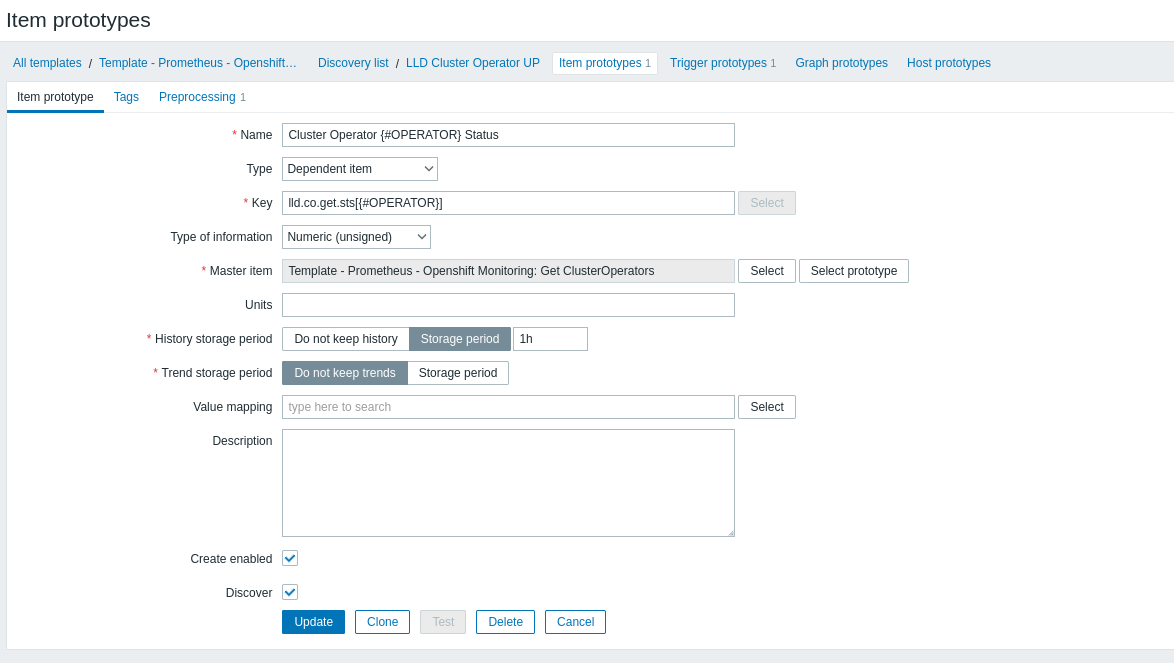 Item prototypes
All templates / Template - Prometheus - Openshift… Discovery list / LLD Cluster Operator UP Item prototypes 1 Trigger prototypes 1 Graph prototypes Host prototypes
Item prototype Tags Preprocessing 1
* Name Cluster Operator {#OPERATOR} Status
Type Dependent item
* Key lld.co.get.sts[{#OPERATOR}] Select
Type of information Numeric (unsigned)
* Master item Template - Prometheus - Openshift Monitoring: Get ClusterOperators Select Select prototype
Units
* History storage period Do not keep history Storage period 1h
* Trend storage period Do not keep trends Storage period
Value mapping type here to search Select
Description
Create enabled
Discover
Update Clone Test Delete Cancel